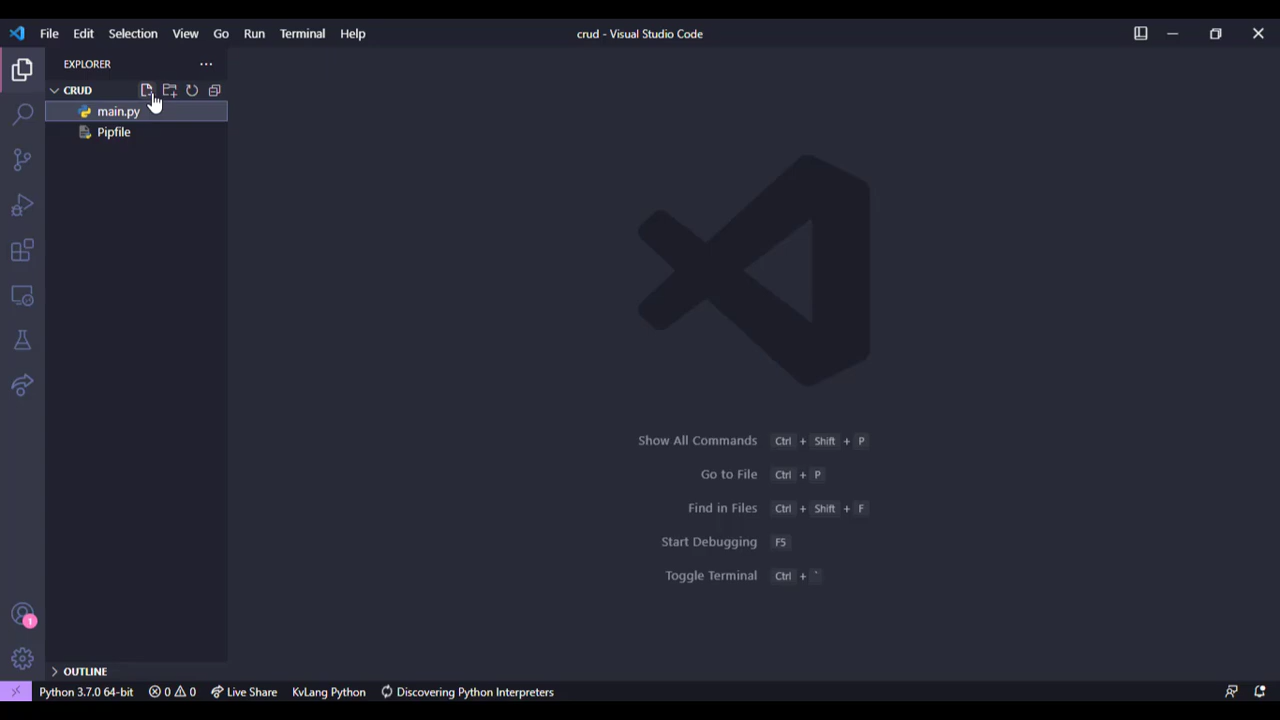 File Edit Selection View Go Run Terminal Help crud - Visual Studio Code
EXPLORER ...
CRUD
main.py
Pipfile
Show All Commands Ctrl + Shift + P
Go to File Ctrl + P
Find in Files Ctrl + Shift + F
Start Debugging F5
Toggle Terminal Ctrl + `
1
OUTLINE
Python 3.7.0 64-bit 0 0 Live Share KvLang Python Discovering Python Interpreters